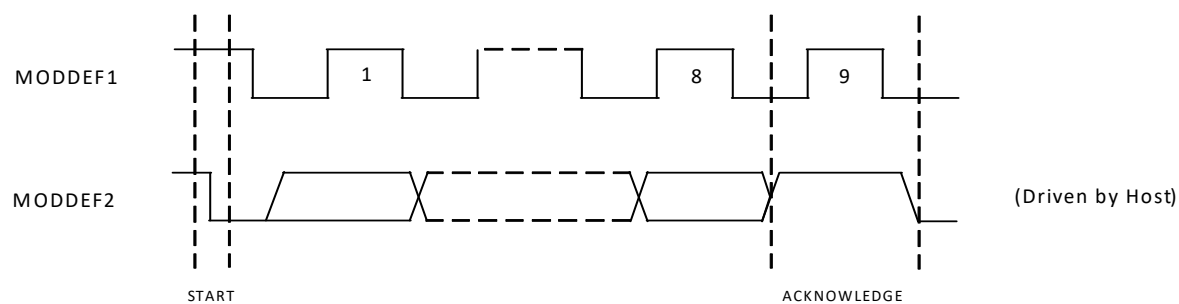 MODDEF1
1
8
9
MODDEF2
(Driven by Host)
START
ACKNOWLEDGE